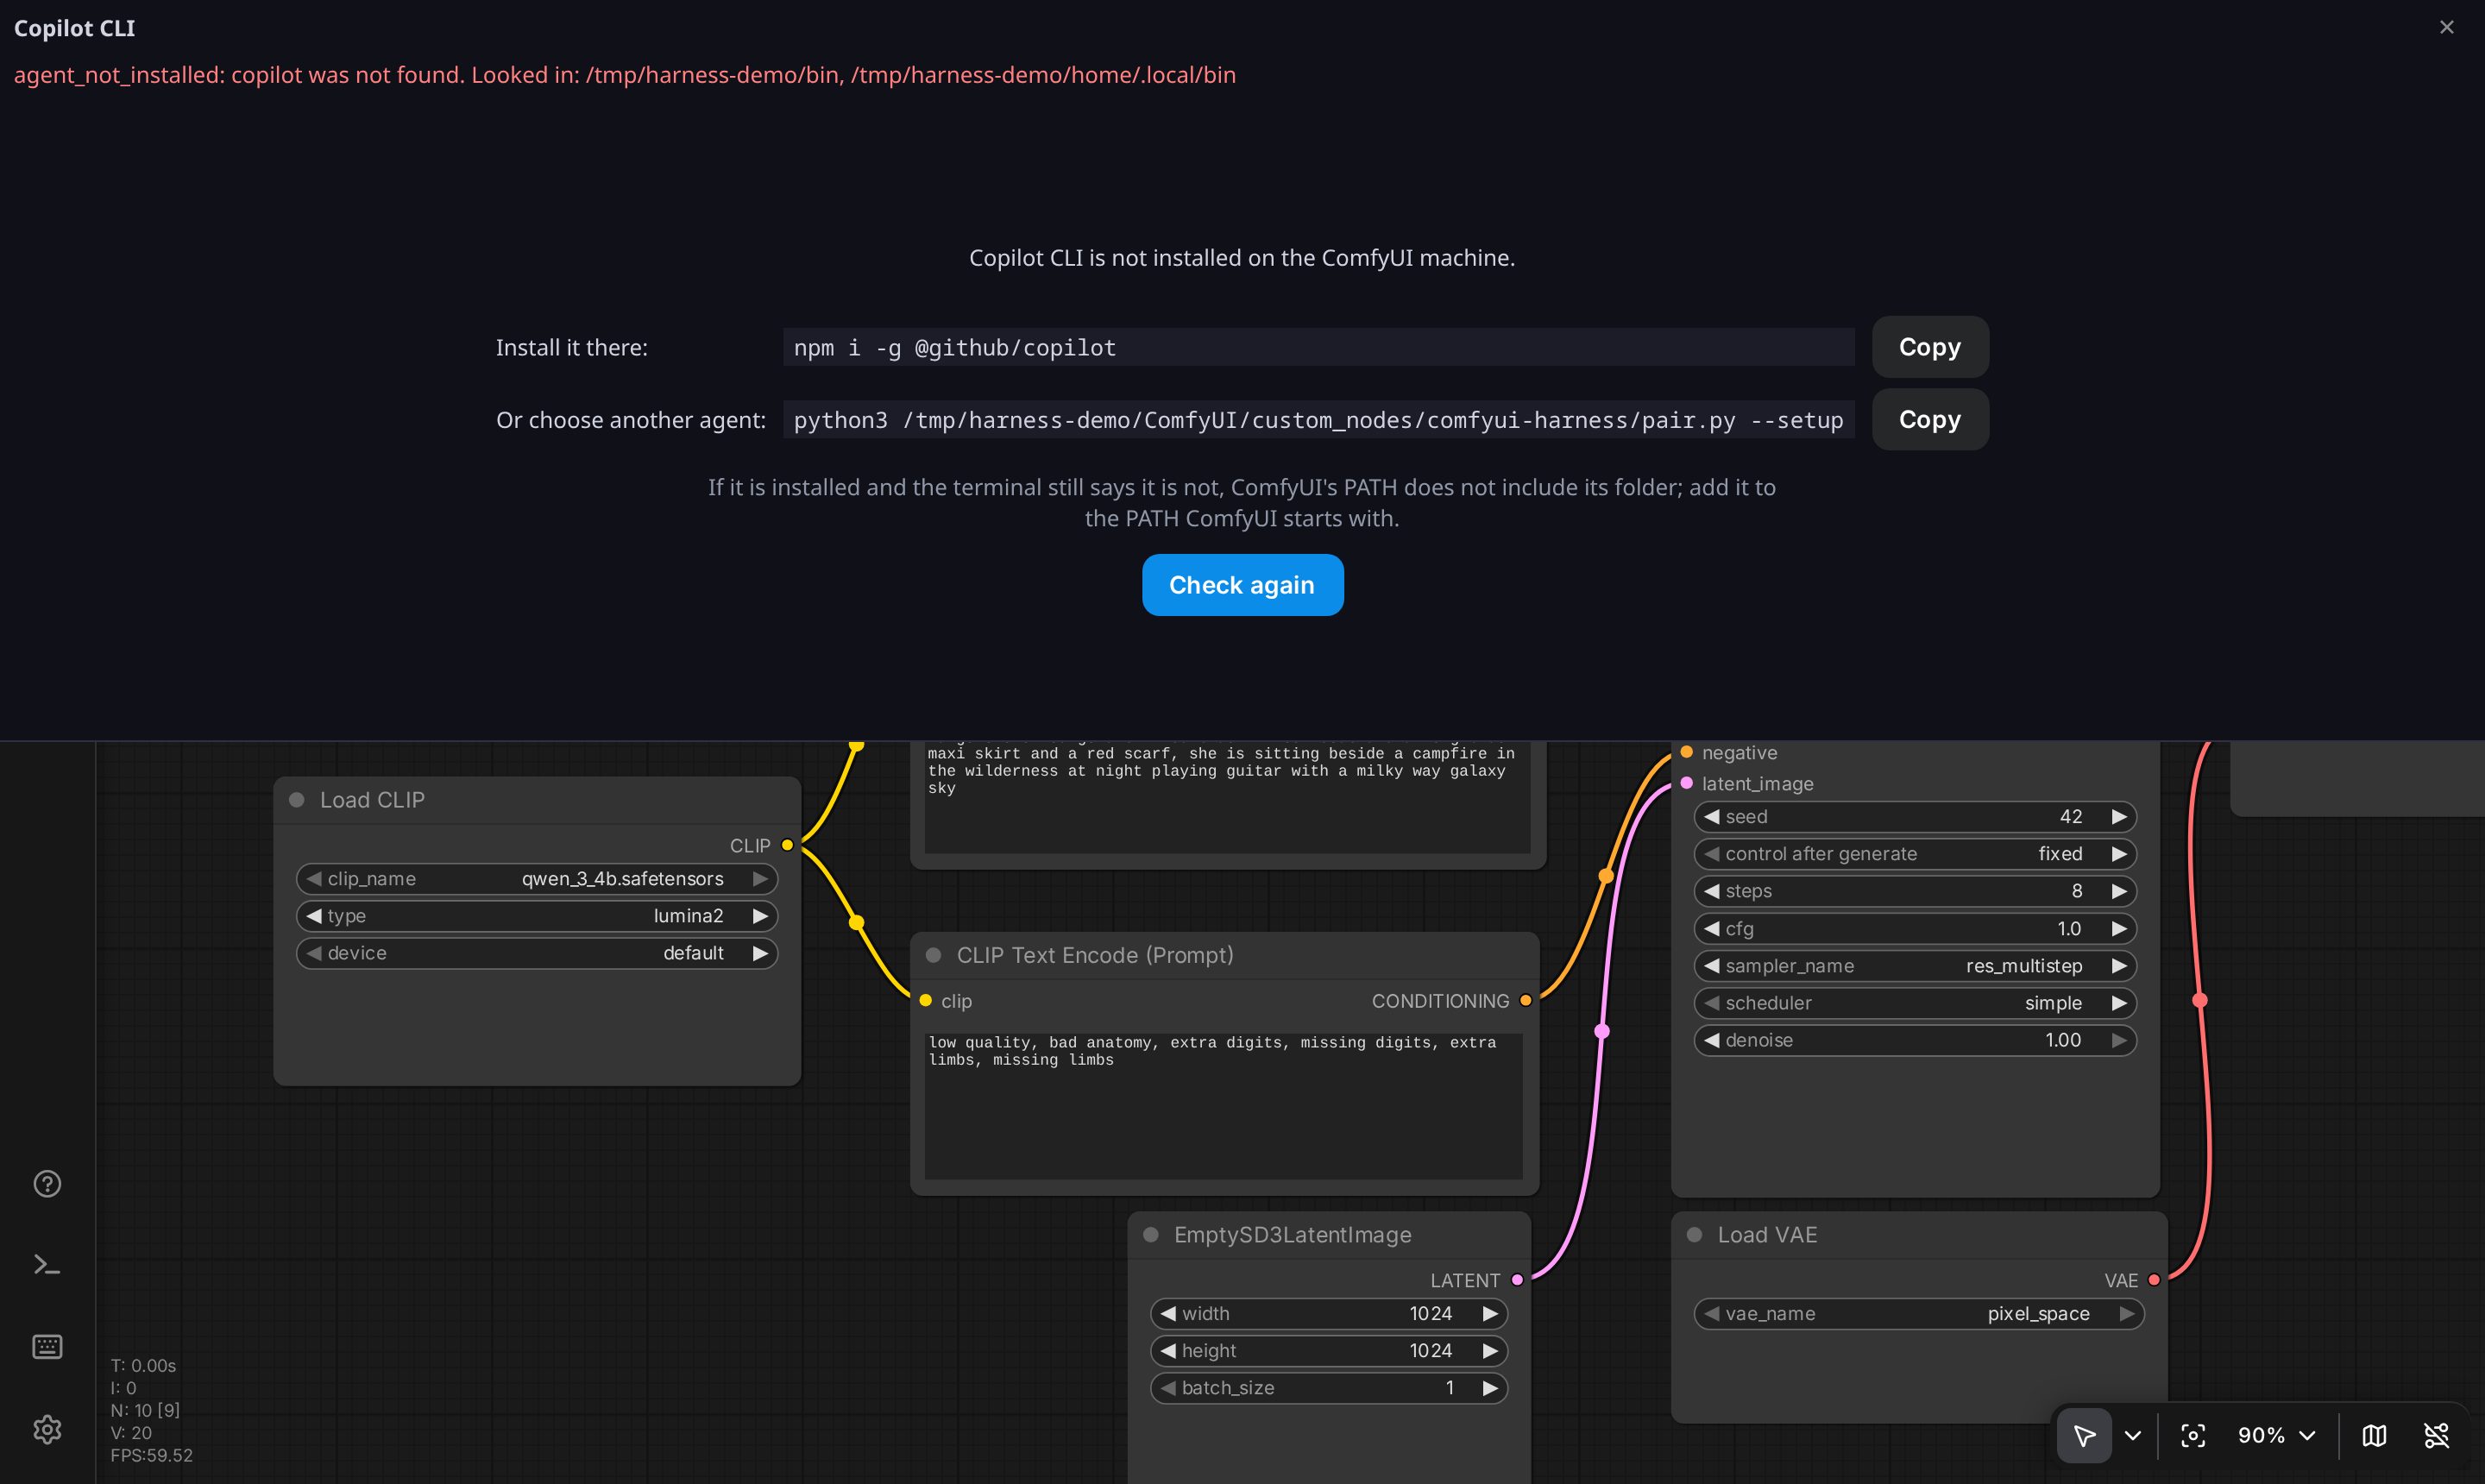 Copilot CLI
agent_not_installed: copilot was not found. Looked in: /tmp/harness-demo/bin, /tmp/harness-demo/home/.local/bin
Copilot CLI is not installed on the ComfyUI machine.
Install it there: npm i -g @github/copilot Copy
Or choose another agent: python3 /tmp/harness-demo/ComfyUI/custom_nodes/comfyui-harness/pair.py --setup Copy
If it is installed and the terminal still says it is not, ComfyUI's PATH does not include its folder; add it to
the PATH ComfyUI starts with.
Check again
maxi skirt and a red scarf, she is sitting beside a campfire in
the wilderness at night playing guitar with a milky way galaxy
sky
Load CLIP
CLIP
clip_name qwen_3_4b.safetensors
type lumina2
device default
CLIP Text Encode (Prompt)
clip CONDITIONING
low quality, bad anatomy, extra digits, missing digits, extra
limbs, missing limbs
negative
latent_image
seed 42
control after generate fixed
steps 8
cfg 1.0
sampler_name res_multistep
scheduler simple
denoise 1.00
EmptySD3LatentImage
LATENT
width 1024
height 1024
batch_size 1
Load VAE
VAE
vae_name pixel_space
T: 0.00s
I: 0
N: 10 [9]
V: 20
FPS:59.52
90%